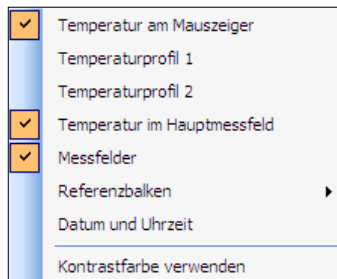 Temperatur am Mauszeiger
Temperaturprofil 1
Temperaturprofil 2
Temperatur im Hauptmessfeld
Messfelder
Referenzbalken
Datum und Uhrzeit
Kontrastfarbe verwenden